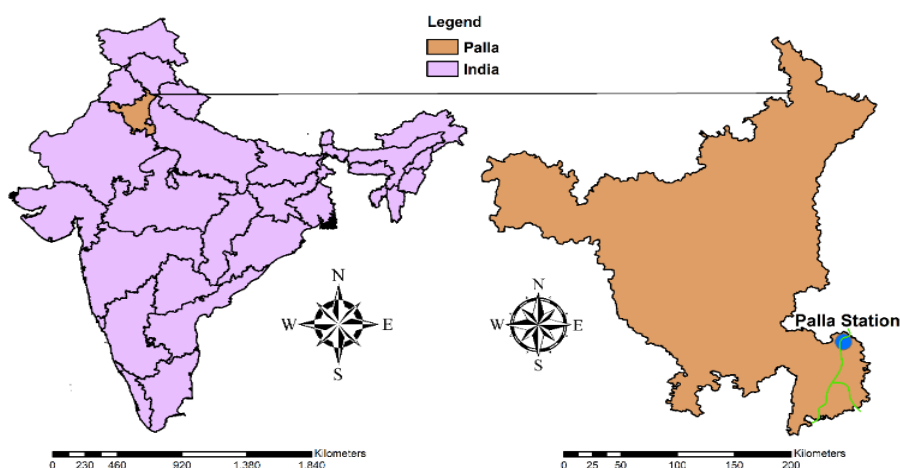 Legend
Palla
India
N
W E
S
N
W E
S
Palla Station
Kilometers
0 230 460 920 1.380 1.840
Kilometers
0 25 50 100 150 200